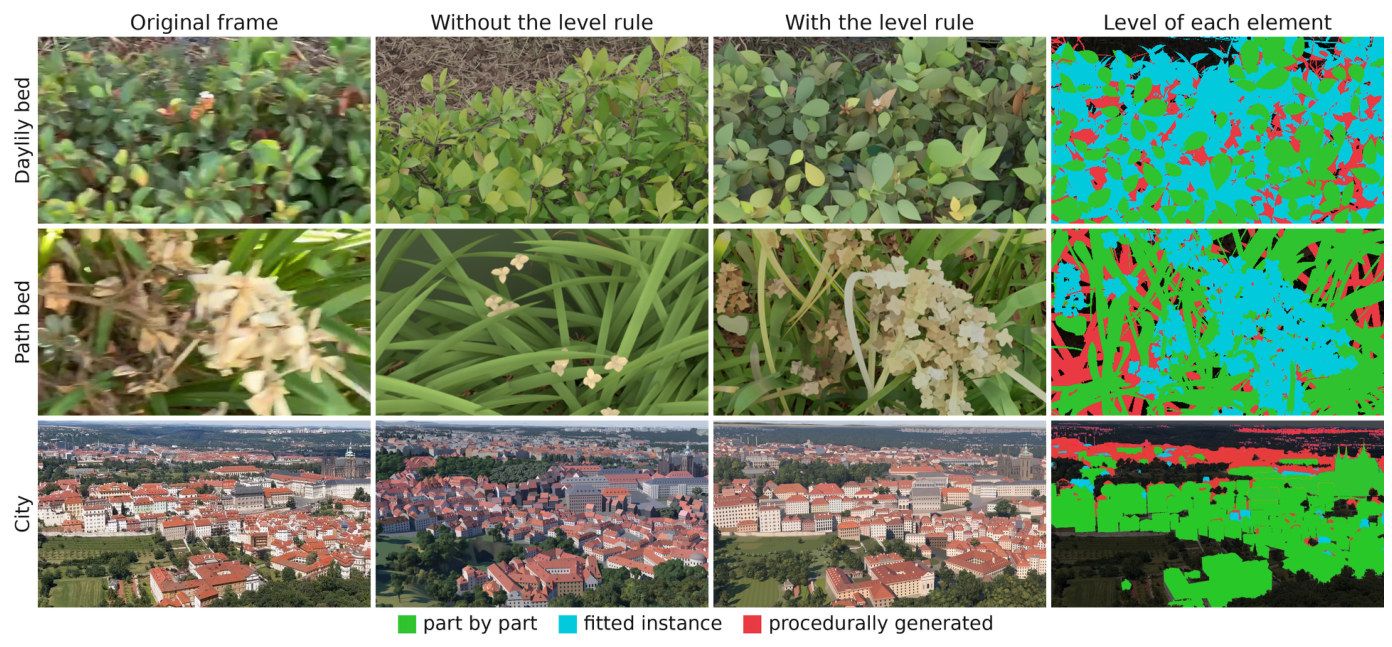 Original frame
Without the level rule
With the level rule
Level of each element
Daylily bed
Path bed
City
part by part
fitted instance
procedurally generated